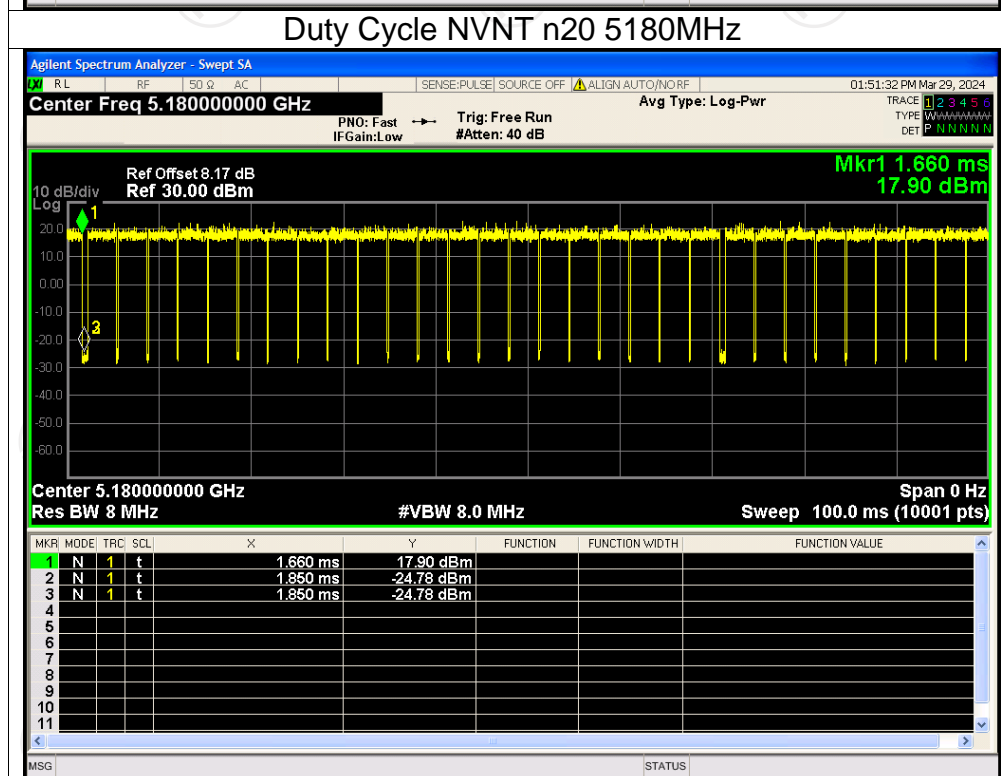 Duty Cycle NVNT n20 5180MHz
Agilent Spectrum Analyzer - Swept SA
LXI RL RF 50 Ω AC SENSE:PULSE SOURCE OFF ALIGN AUTO/NO RF 01:51:32 PM Mar 29, 2024
Center Freq 5.180000000 GHz Avg Type: Log-Pwr TRACE 1 2 3 4 5 6
PNO: Fast Trig: Free Run TYPE WWWWWW
IFGain:Low #Atten: 40 dB DET P N N N N N
Mkr1 1.660 ms
Ref Offset 8.17 dB
10 dB/div Ref 30.00 dBm 17.90 dBm
Log
1
20.0
10.0
0.00
-10.0
3
-20.0
-30.0
-40.0
-50.0
-60.0
Center 5.180000000 GHz Span 0 Hz
Res BW 8 MHz #VBW 8.0 MHz Sweep 100.0 ms (10001 pts)
MKR MODE TRC SCL X Y FUNCTION FUNCTION WIDTH FUNCTION VALUE
1 N 1 t 1.660 ms 17.90 dBm
2 N 1 t 1.850 ms -24.78 dBm
3 N 1 t 1.850 ms -24.78 dBm
4
5
6
7
8
9
10
11
MSG STATUS